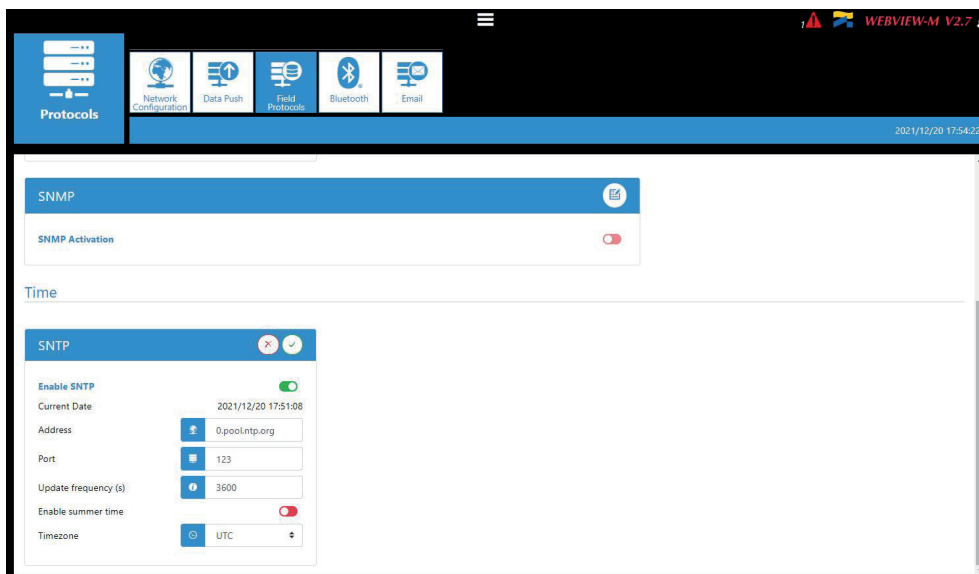 1 WEBVIEW-M V2.7
Protocols
Network Configuration
Data Push
Field Protocols
Bluetooth
Email
2021/12/20 17:54:22
SNMP
SNMP Activation
Time
SNTP
Enable SNTP
Current Date 2021/12/20 17:51:08
Address 0.pool.ntp.org
Port 123
Update frequency (s) 3600
Enable summer time
Timezone UTC